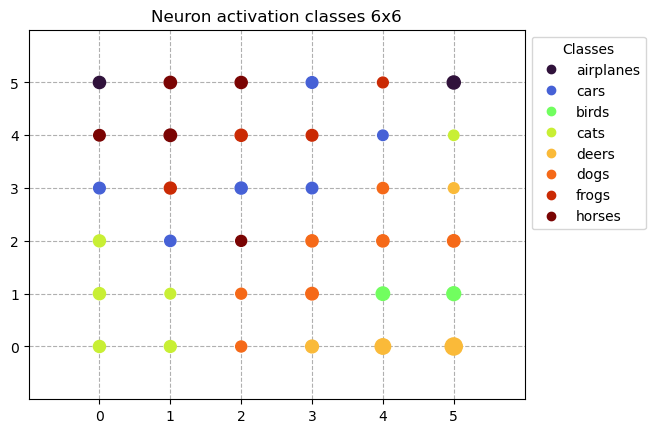 Neuron activation classes 6x6
5
4
3
2
1
0
0 1 2 3 4 5
Classes
airplanes
cars
birds
cats
deers
dogs
frogs
horses